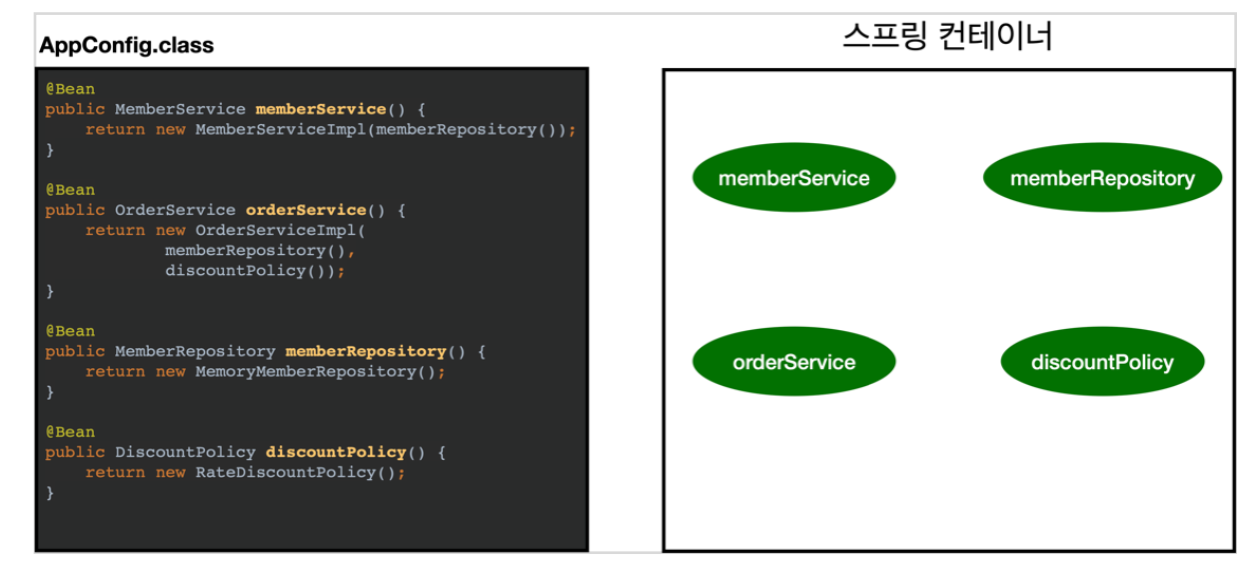 AppConfig.class
@Bean
public MemberService memberService() {
    return new MemberServiceImpl(memberRepository());
}
@Bean
public OrderService orderService() {
    return new OrderServiceImpl(
            memberRepository(),
            discountPolicy());
}
@Bean
public MemberRepository memberRepository() {
    return new MemoryMemberRepository();
}
@Bean
public DiscountPolicy discountPolicy() {
    return new RateDiscountPolicy();
}
스프링 컨테이너
memberService
memberRepository
orderService
discountPolicy